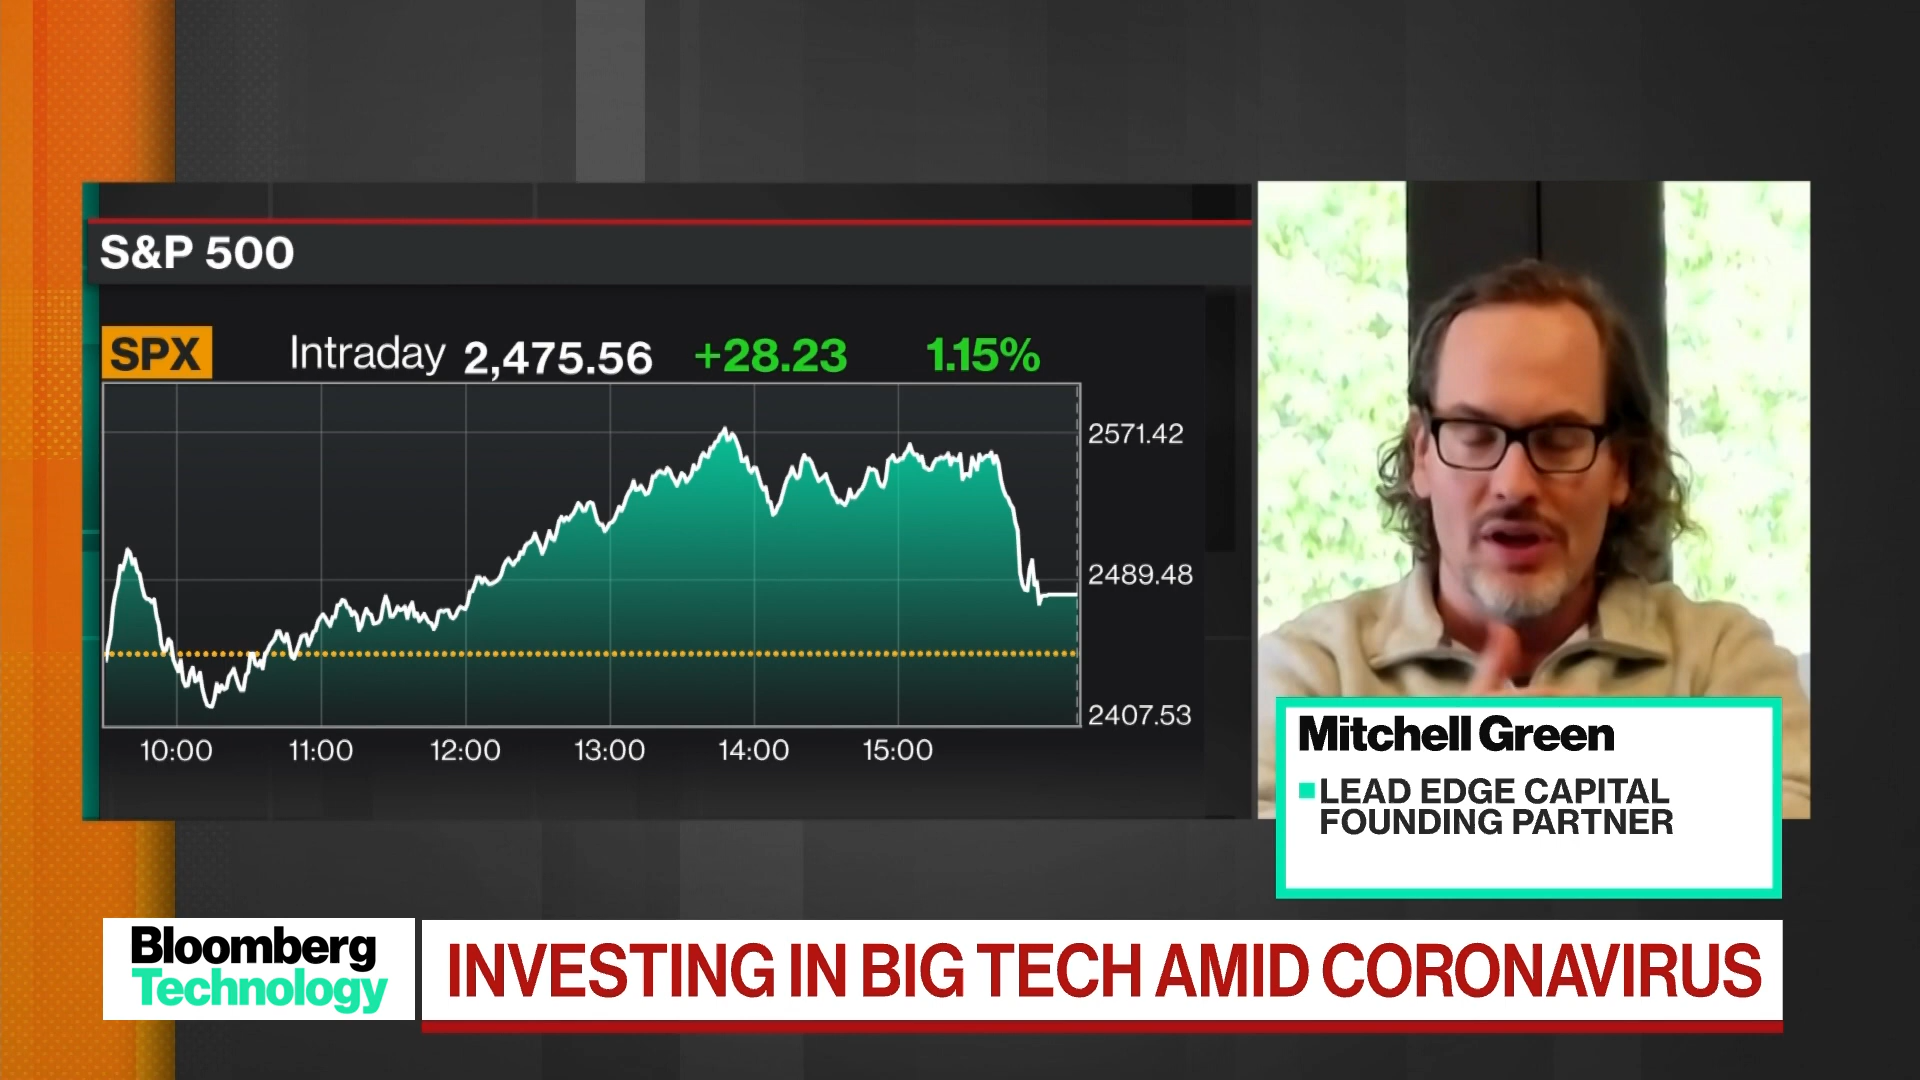 S&P 500
SPX Intraday 2,475.56 +28.23 1.15%
2571.42
2489.48
2407.53
10:00 11:00 12:00 13:00 14:00 15:00
Mitchell Green
LEAD EDGE CAPITAL
FOUNDING PARTNER
Bloomberg
Technology
INVESTING IN BIG TECH AMID CORONAVIRUS